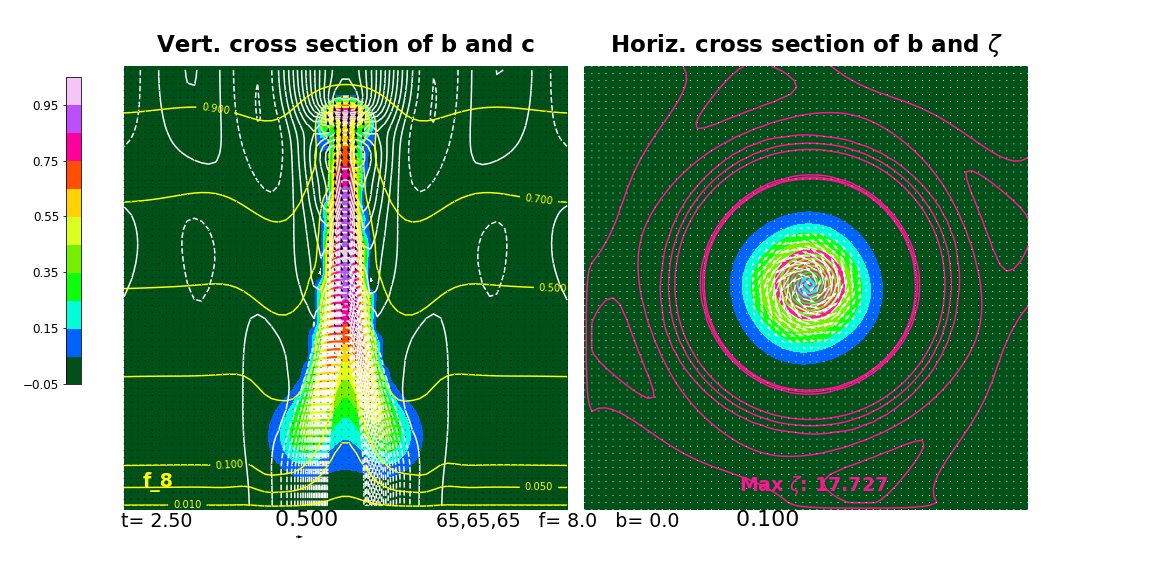 Vert. cross section of b and c
Horiz. cross section of b and ζ
0.95
0.75
0.55
0.35
0.15
−0.05
0.900
0.700
0.500
0.100
0.050
0.010
f_8
Max ζ: 17.727
t= 2.50
0.500
65,65,65
f= 8.0
b= 0.0
0.100